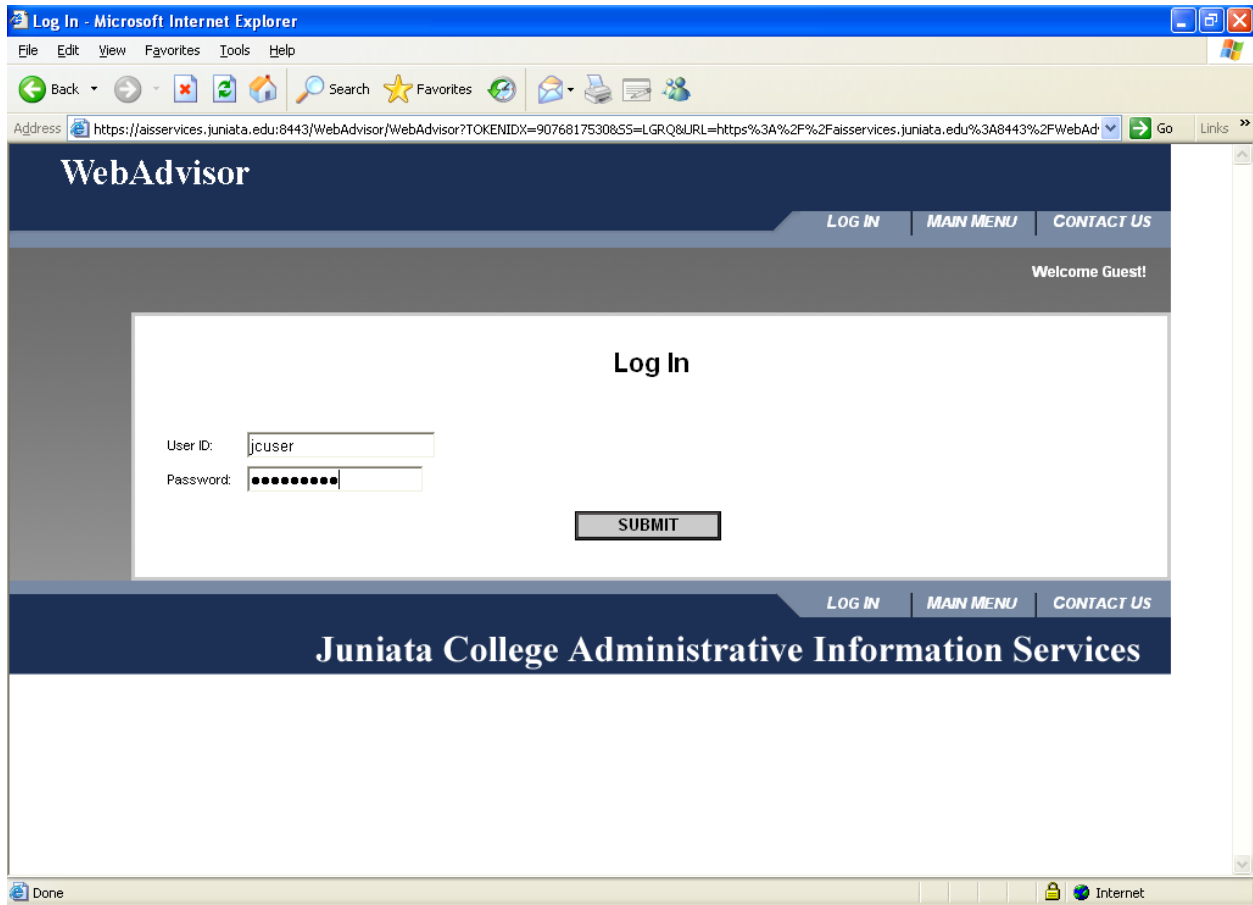 Log In - Microsoft Internet Explorer
File Edit View Favorites Tools Help
Back Search Favorites
Address https://aisservices.juniata.edu:8443/WebAdvisor/WebAdvisor?TOKENIDX=9076817530&SS=LGRQ&URL=https%3A%2F%2Faisservices.juniata.edu%3A8443%2FWebAd Go Links »
WebAdvisor
LOG IN MAIN MENU CONTACT US
Welcome Guest!
Log In
User ID: jcuser
Password: •••••••••
SUBMIT
LOG IN MAIN MENU CONTACT US
Juniata College Administrative Information Services
Done Internet